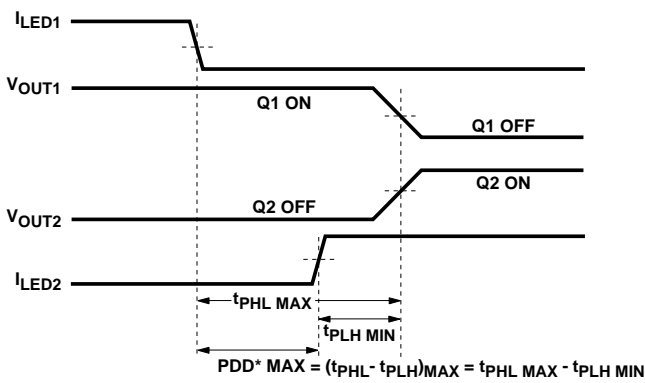 ILED1
VOUT1
Q1 ON
Q1 OFF
Q2 ON
Q2 OFF
VOUT2
ILED2
tPHL MAX
tPLH MIN
PDD* MAX = (tPHL- tPLH)MAX = tPHL MAX - tPLH MIN